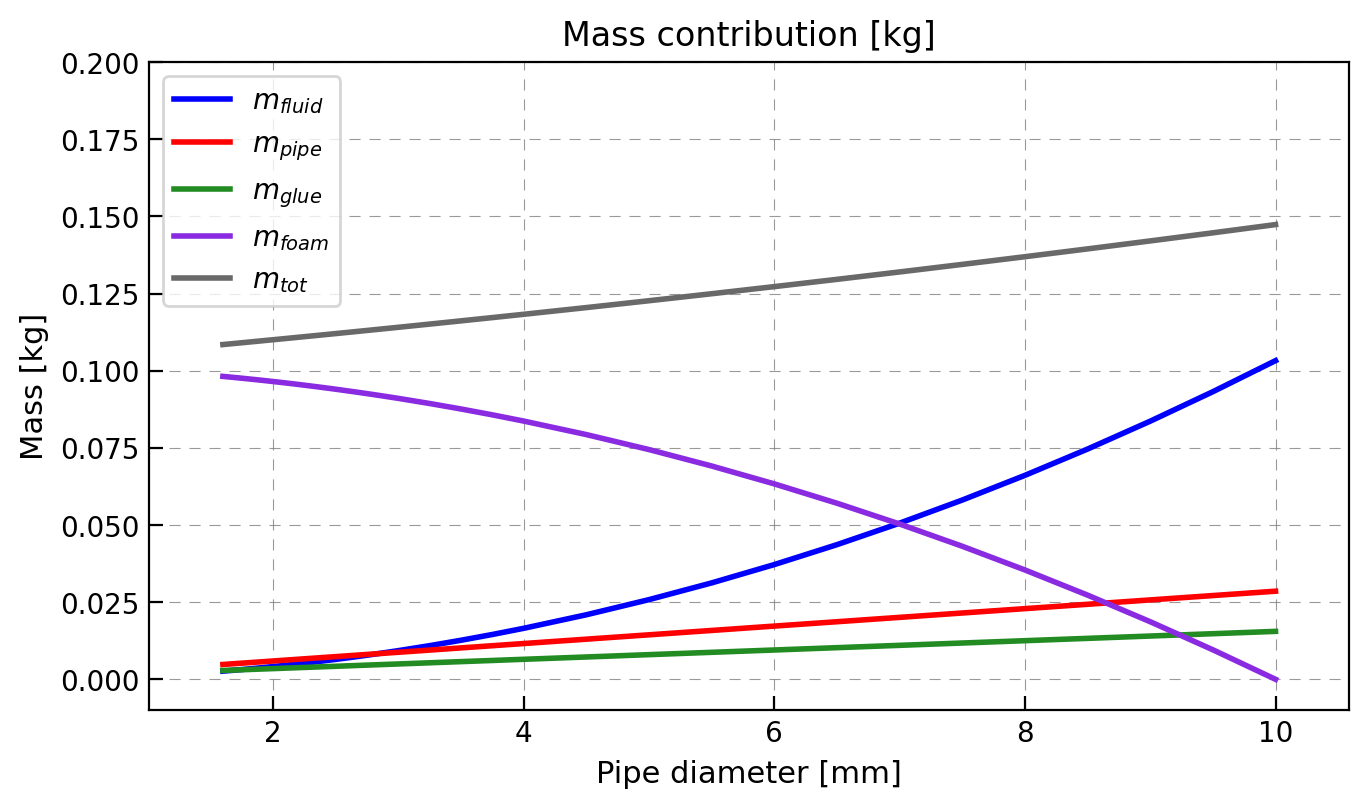 Mass contribution [kg]
0.200
0.175
0.150
0.125
0.100
0.075
0.050
0.025
0.000
Mass [kg]
m_fluid
m_pipe
m_glue
m_foam
m_tot
2 4 6 8 10
Pipe diameter [mm]